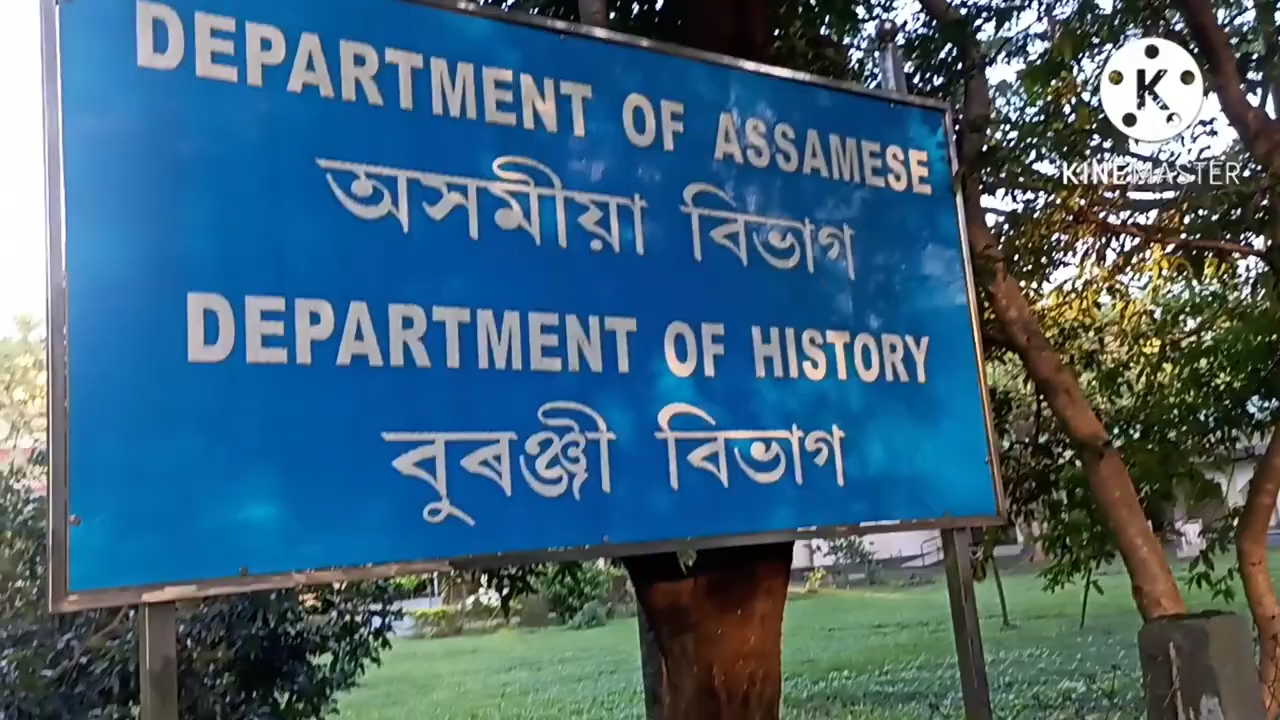 DEPARTMENT OF ASSAMESE
অসমীয়া বিভাগ
DEPARTMENT OF HISTORY
বুৰঞ্জী বিভাগ
K
KINEMASTER